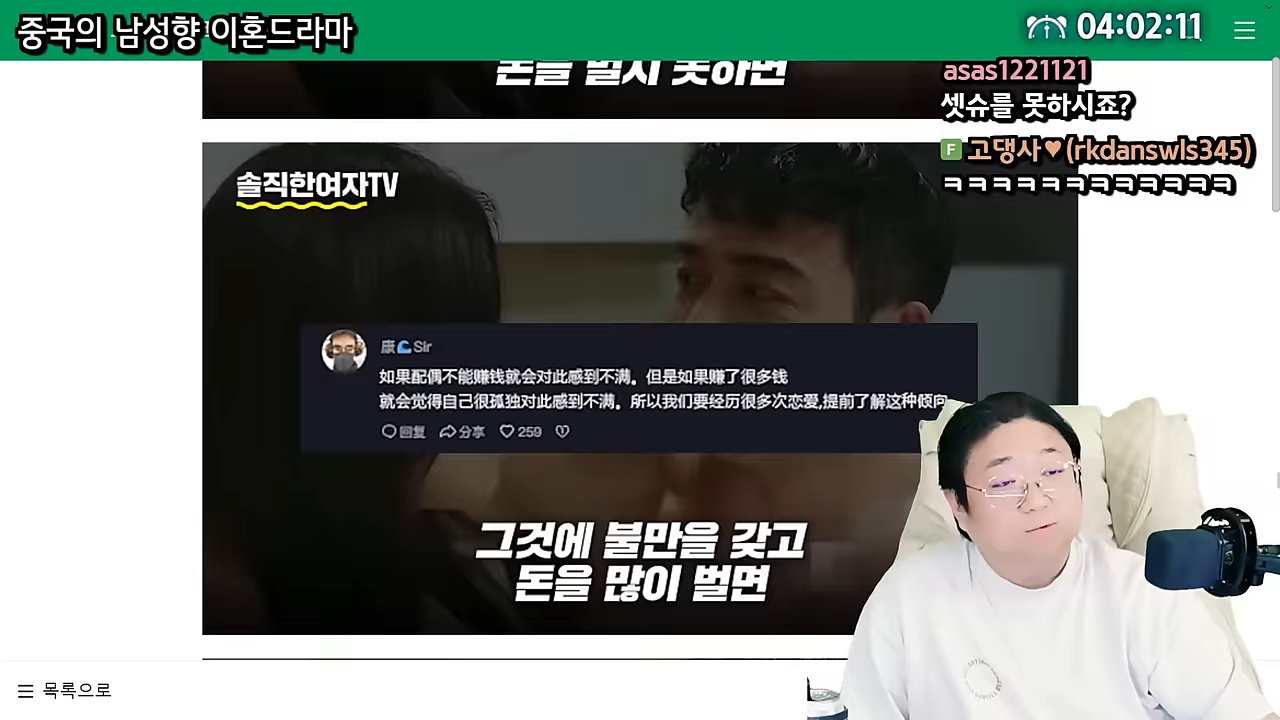 중국의 남성향 이혼드라마
04:02:11
돈을 벌지 못하면
asas1221121
셋슈를 못하시죠?
F 고댕사♥(rkdanswls345)
ㅋㅋㅋㅋㅋㅋㅋㅋㅋㅋㅋㅋ
솔직한여자TV
康🌊Sir
如果配偶不能赚钱就会对此感到不满。但是如果赚了很多钱
就会觉得自己很孤独对此感到不满。所以我们要经历很多次恋爱,提前了解这种倾向
回复 分享 259
그것에 불만을 갖고
돈을 많이 벌면
목록으로